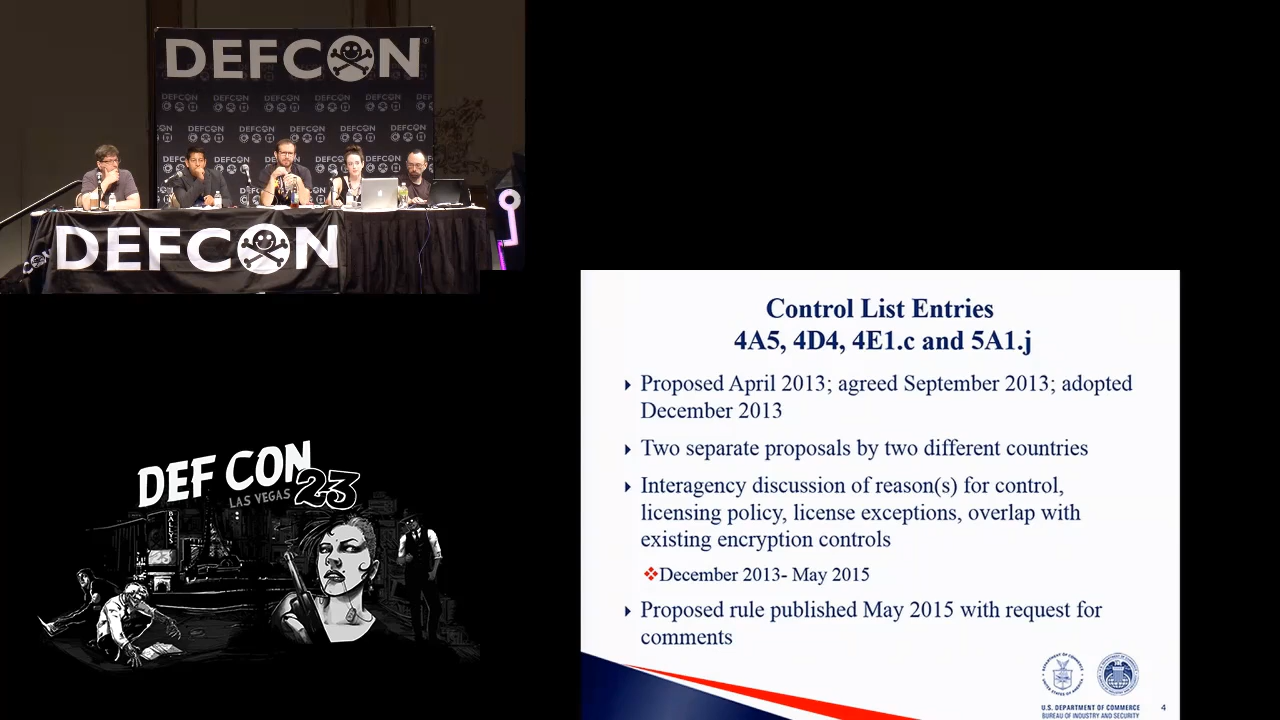 DEFCON
DEFCON
Control List Entries
4A5, 4D4, 4E1.c and 5A1.j
Proposed April 2013; agreed September 2013; adopted
December 2013
Two separate proposals by two different countries
Interagency discussion of reason(s) for control,
licensing policy, license exceptions, overlap with
existing encryption controls
December 2013- May 2015
Proposed rule published May 2015 with request for
comments
U.S. DEPARTMENT OF COMMERCE
BUREAU OF INDUSTRY AND SECURITY
4
DEF CON
LAS VEGAS 23
BALLYS